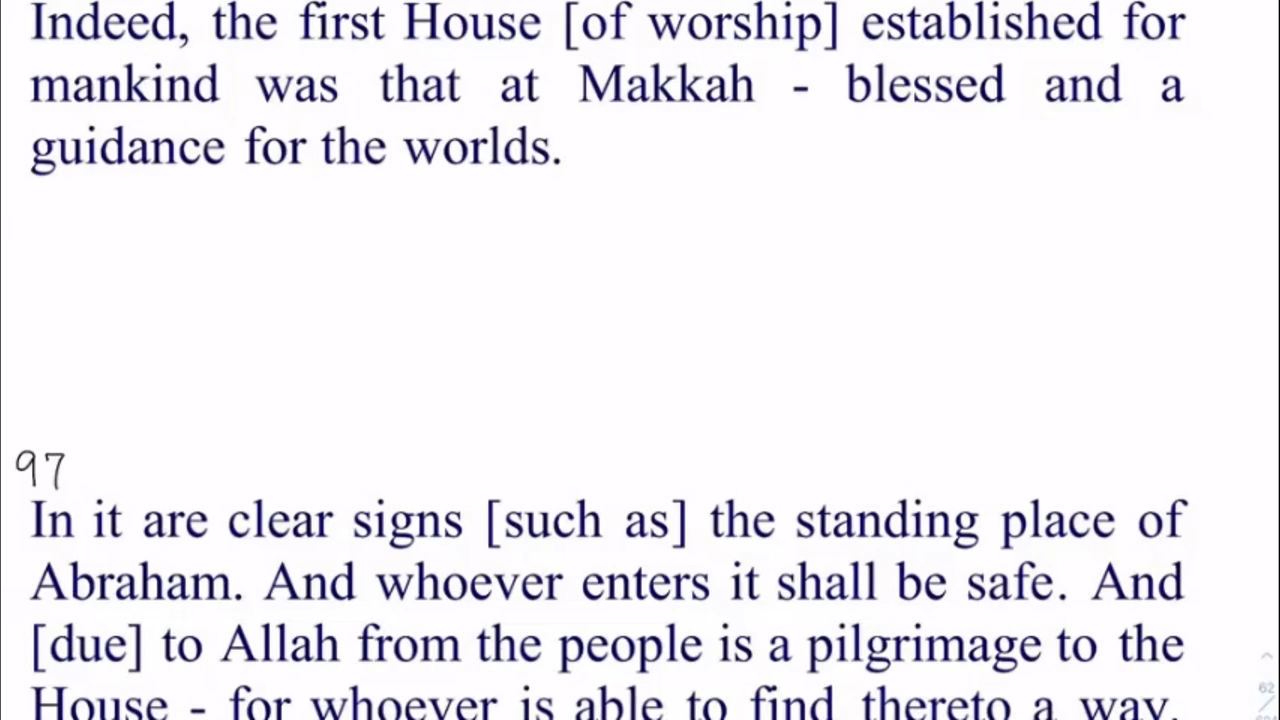 Indeed, the first House [of worship] established for
mankind was that at Makkah - blessed and a
guidance for the worlds.
97
In it are clear signs [such as] the standing place of
Abraham. And whoever enters it shall be safe. And
[due] to Allah from the people is a pilgrimage to the
House - for whoever is able to find thereto a way.
62